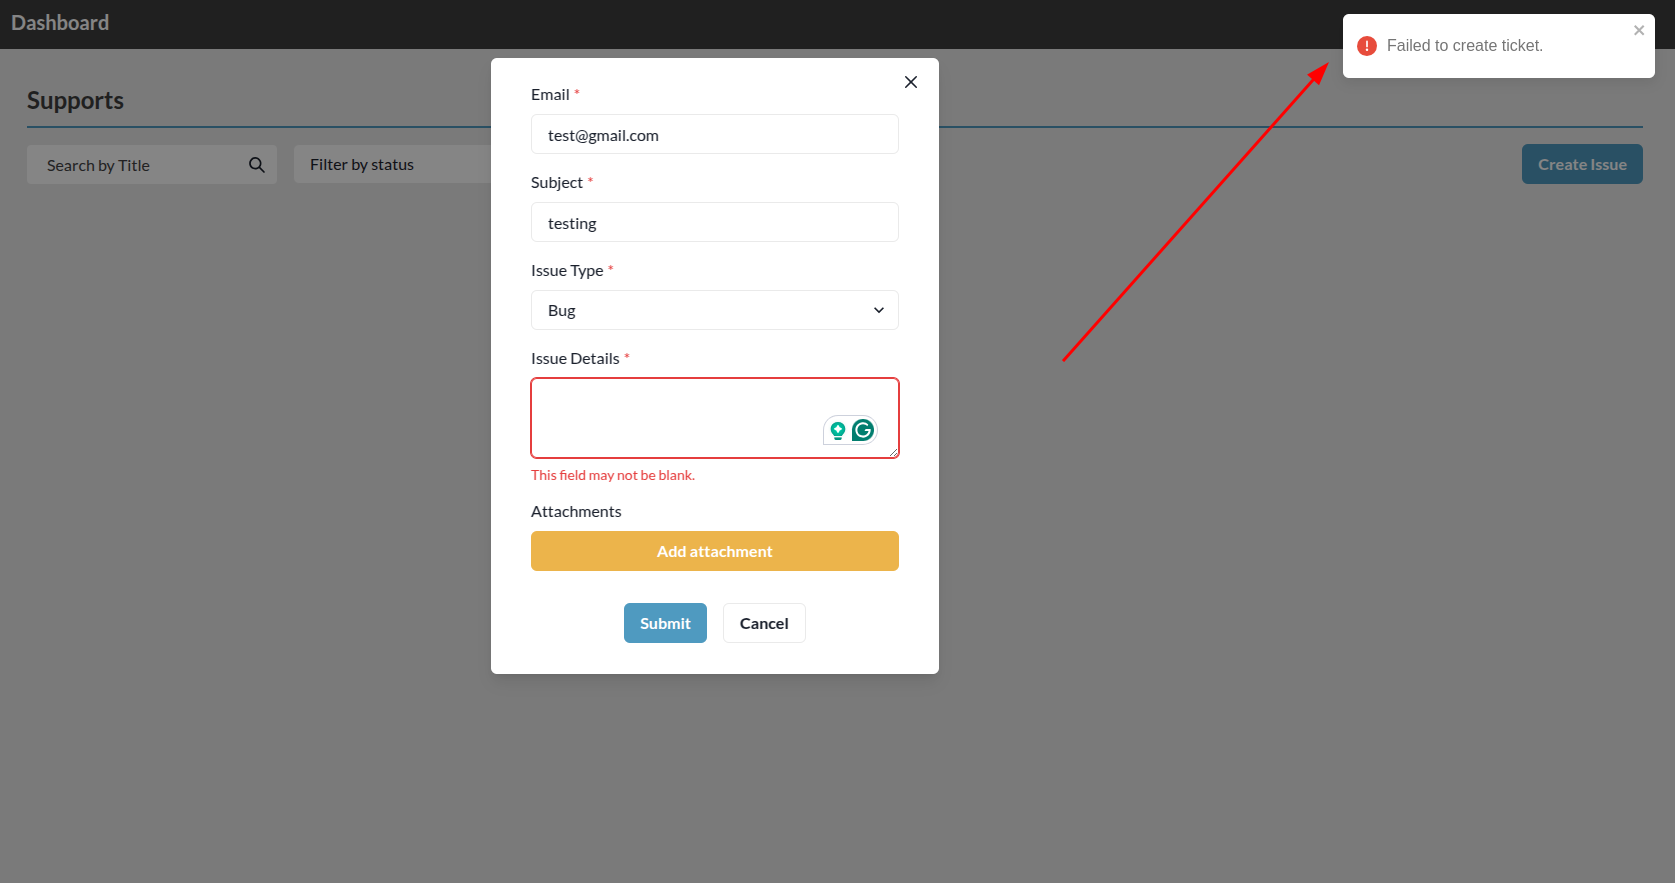 Dashboard
Failed to create ticket.
Supports
Search by Title
Filter by status
Create Issue
Email *
test@gmail.com
Subject *
testing
Issue Type *
Bug
Issue Details *
This field may not be blank.
Attachments
Add attachment
Submit
Cancel